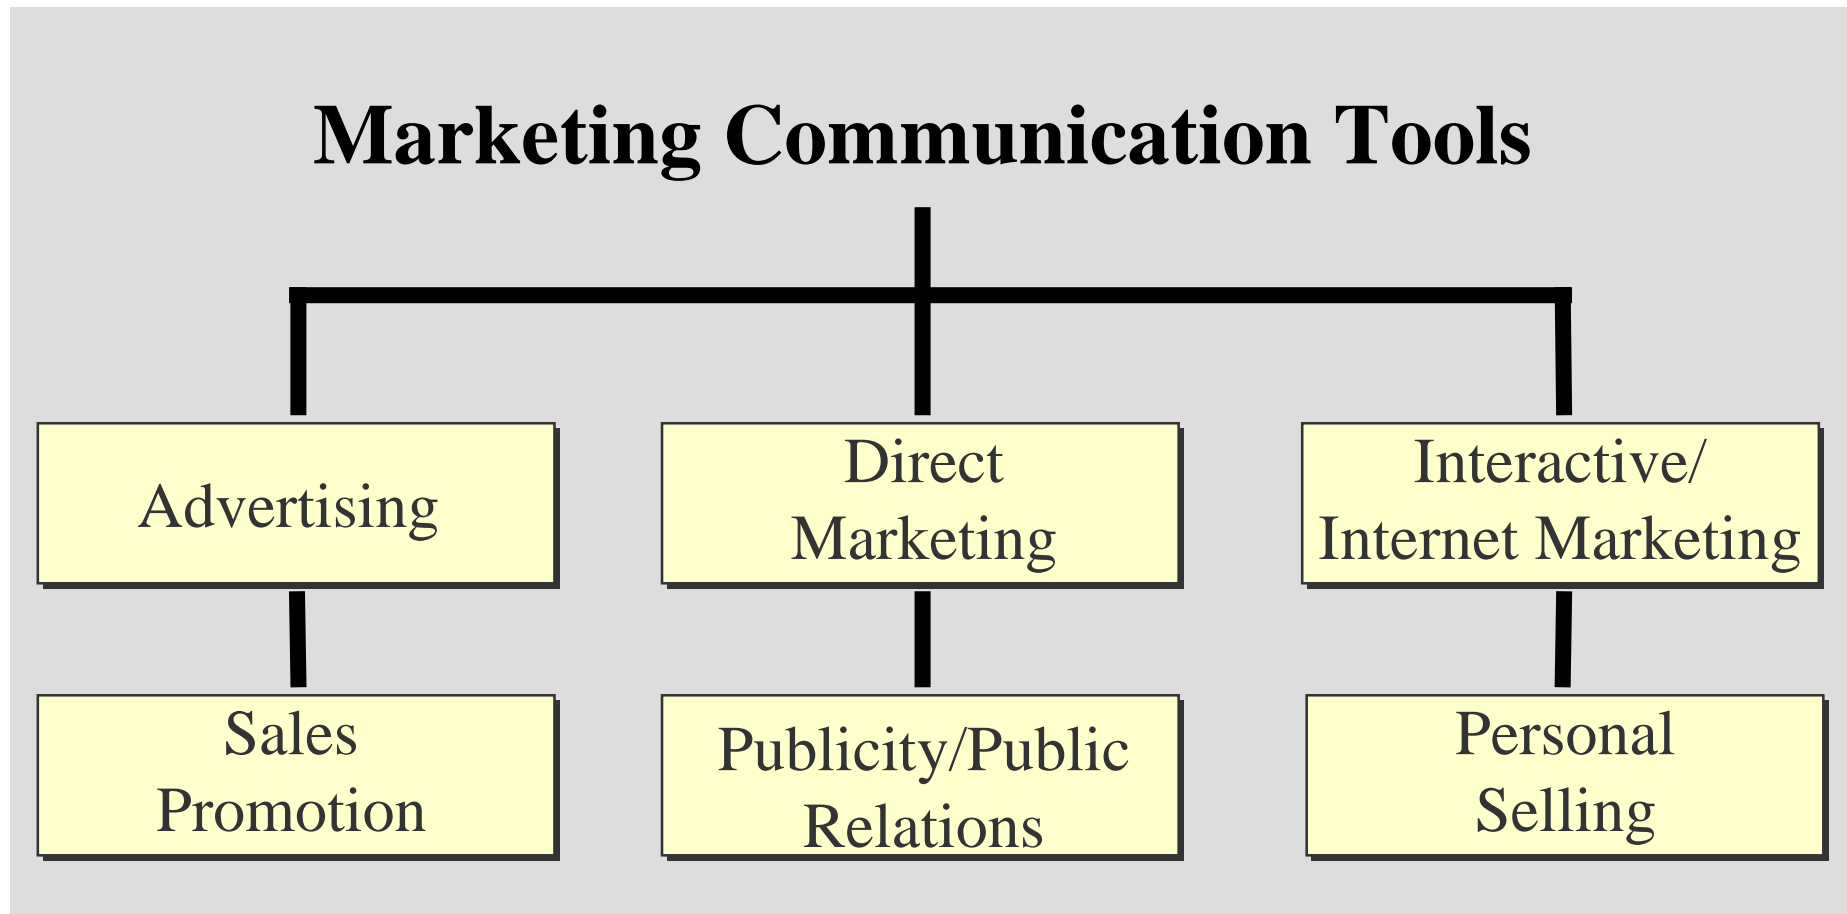 Marketing Communication Tools
Advertising
Direct
Marketing
Interactive/
Internet Marketing
Sales
Promotion
Publicity/Public
Relations
Personal
Selling